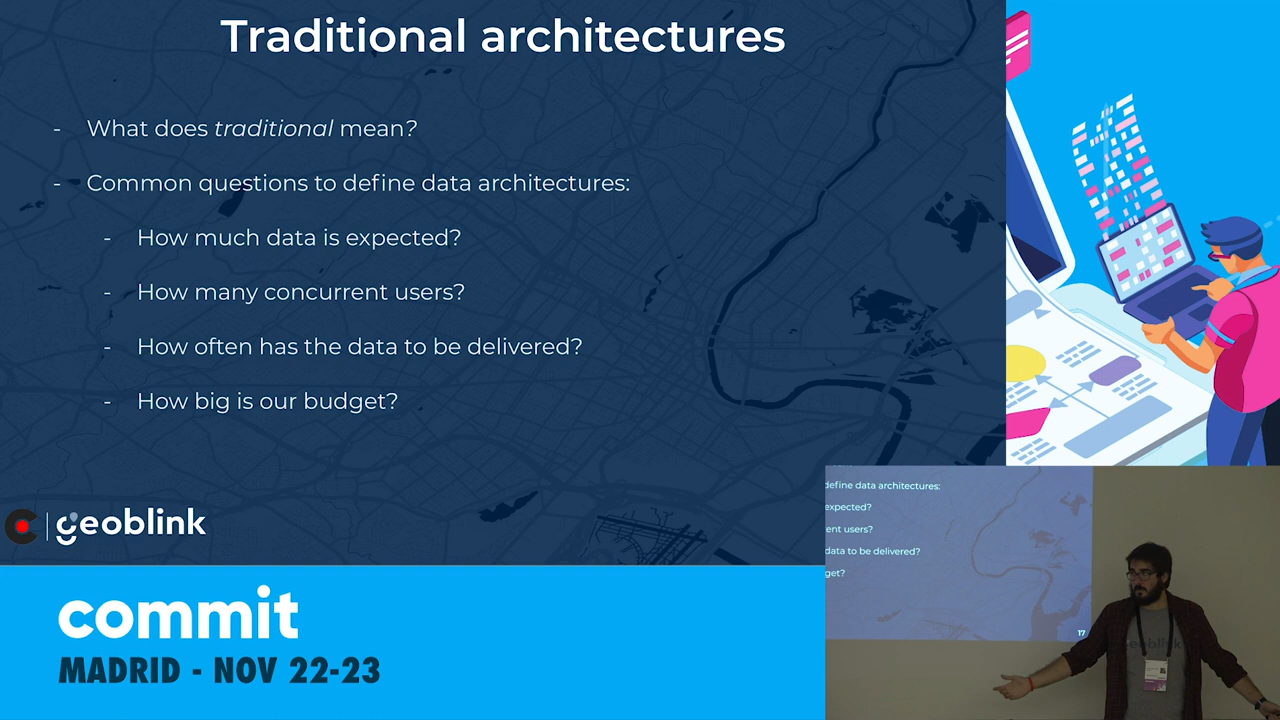 Traditional architectures
- What does traditional mean?
- Common questions to define data architectures:
- How much data is expected?
- How many concurrent users?
- How often has the data to be delivered?
- How big is our budget?
geoblink
commit
MADRID - NOV 22-23
define data architectures:
expected?
ent users?
data to be delivered?
get?
17
geoblink